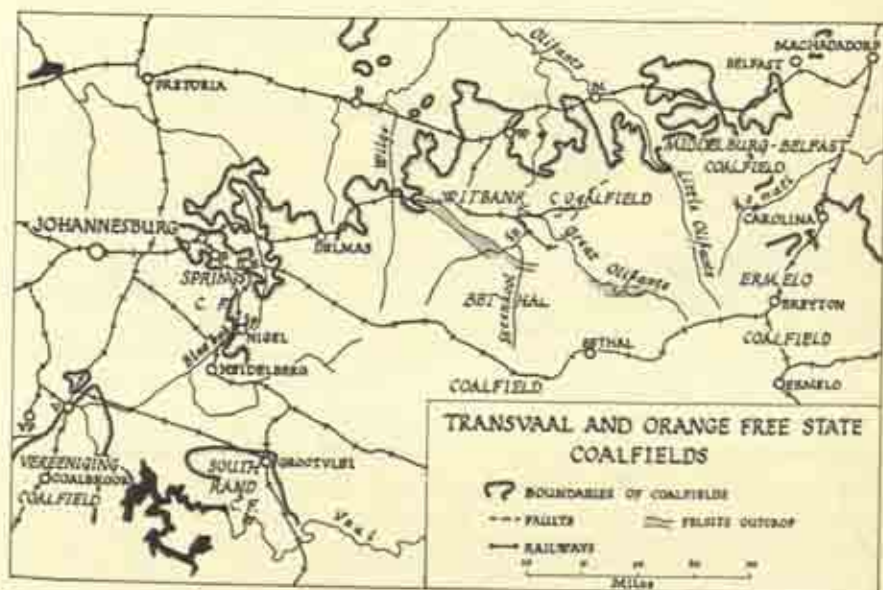 MACHADADORP
BELFAST
Olifants
PRETORIA
B
M
W
Wilge
MIDDELBURG-BELFAST
COALFIELD
WITBANK COALFIELD
Komati
Little Olifants
CAROLINA
JOHANNESBURG
DELMAS
SPRINGS
C. F.
Great Olifants
Steenkool
BETHAL
ERMELO
BREYTON
COALFIELD
NIGEL
HEIDELBERG
BETHAL
COALFIELD
ERMELO
V
VEREENIGING
COALBROOK
COALFIELD
SOUTH
RAND
C. F.
GROOTVLEI
Vaal
TRANSVAAL AND ORANGE FREE STATE
COALFIELDS
BOUNDARIES OF COALFIELDS
FAULTS
FELSITE OUTCROP
RAILWAYS
Miles